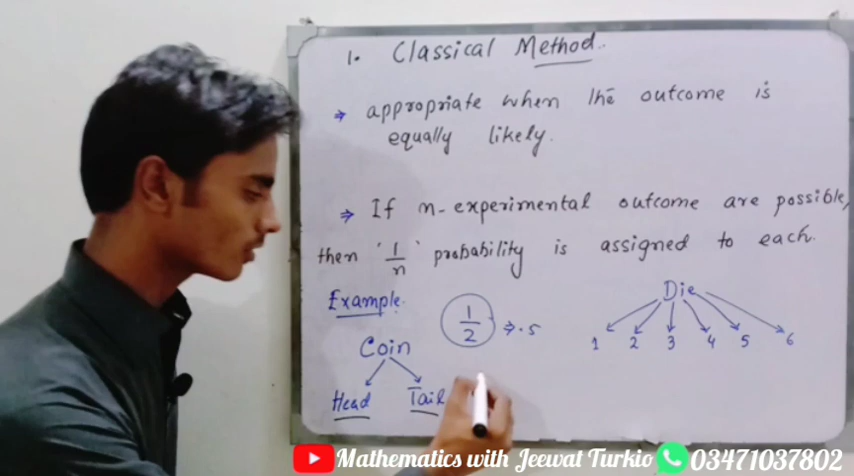 1. Classical Method.
⇒ appropriate when the outcome is
equally likely.
⇒ If n-experimental outcome are possible,
then '1/n' probability is assigned to each.
Example.
1/2 ⇒ .5
Coin
Head Tail
Die
1 2 3 4 5 6
Mathematics with Jeewat Turkio 03471037802